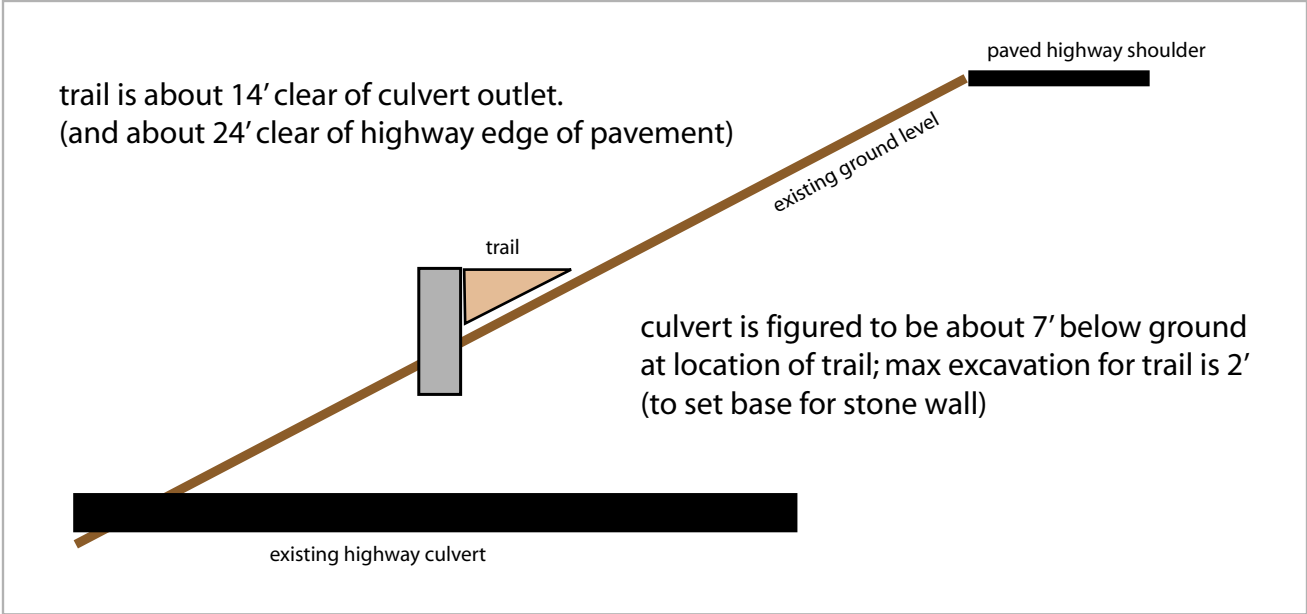 paved highway shoulder
trail is about 14’ clear of culvert outlet.
(and about 24’ clear of highway edge of pavement)
existing ground level
trail
culvert is figured to be about 7’ below ground
at location of trail; max excavation for trail is 2’
(to set base for stone wall)
existing highway culvert